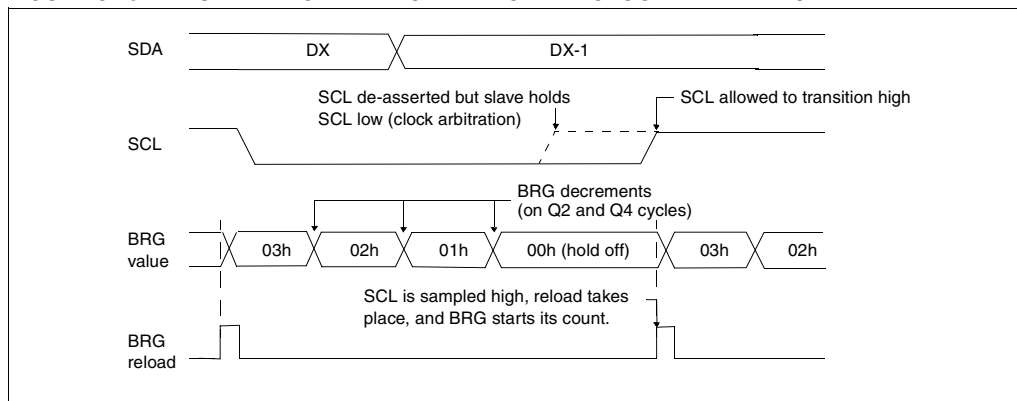 SDA
DX
DX-1
SCL de-asserted but slave holds
SCL low (clock arbitration)
SCL allowed to transition high
SCL
BRG decrements
(on Q2 and Q4 cycles)
BRG
value
03h
02h
01h
00h (hold off)
03h
02h
SCL is sampled high, reload takes
place, and BRG starts its count.
BRG
reload